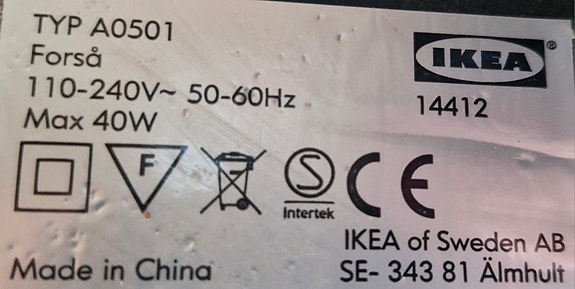 TYP A0501
Forså
110-240V~ 50-60Hz
Max 40W
IKEA
®
14412
F
S
Intertek
CE
IKEA of Sweden AB
Made in China
SE- 343 81 Älmhult